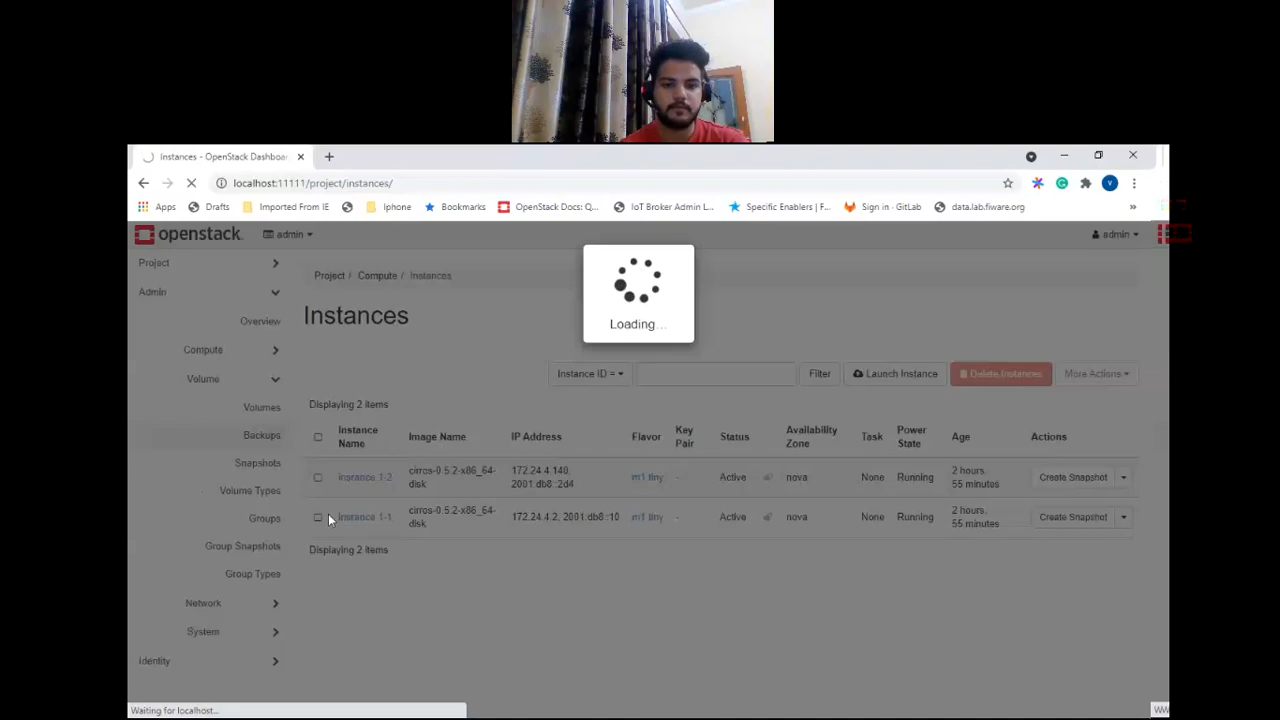 Instances - OpenStack Dashboa
localhost:11111/project/instances/
V
Apps Drafts Imported From IE Iphone Bookmarks OpenStack Docs: Q... IoT Broker Admin L... Specific Enablers | F... Sign in · GitLab data.lab.fiware.org »
openstack. admin admin
Project
Admin
Overview
Compute
Volume
Volumes
Backups
Snapshots
Volume Types
Groups
Group Snapshots
Group Types
Network
System
Identity
Project / Compute / Instances
Instances
Loading...
Instance ID = Filter Launch Instance Delete Instances More Actions
Displaying 2 items
Instance Name Image Name IP Address Flavor Key Pair Status Availability Zone Task Power State Age Actions
Instance 1-2 cirros-0.5.2-x86_64-disk 172.24.4.140, 2001:db8::2d4 m1.tiny - Active nova None Running 2 hours, 55 minutes Create Snapshot
Instance 1-1 cirros-0.5.2-x86_64-disk 172.24.4.2, 2001:db8::10 m1.tiny - Active nova None Running 2 hours, 55 minutes Create Snapshot
Displaying 2 items
Waiting for localhost...